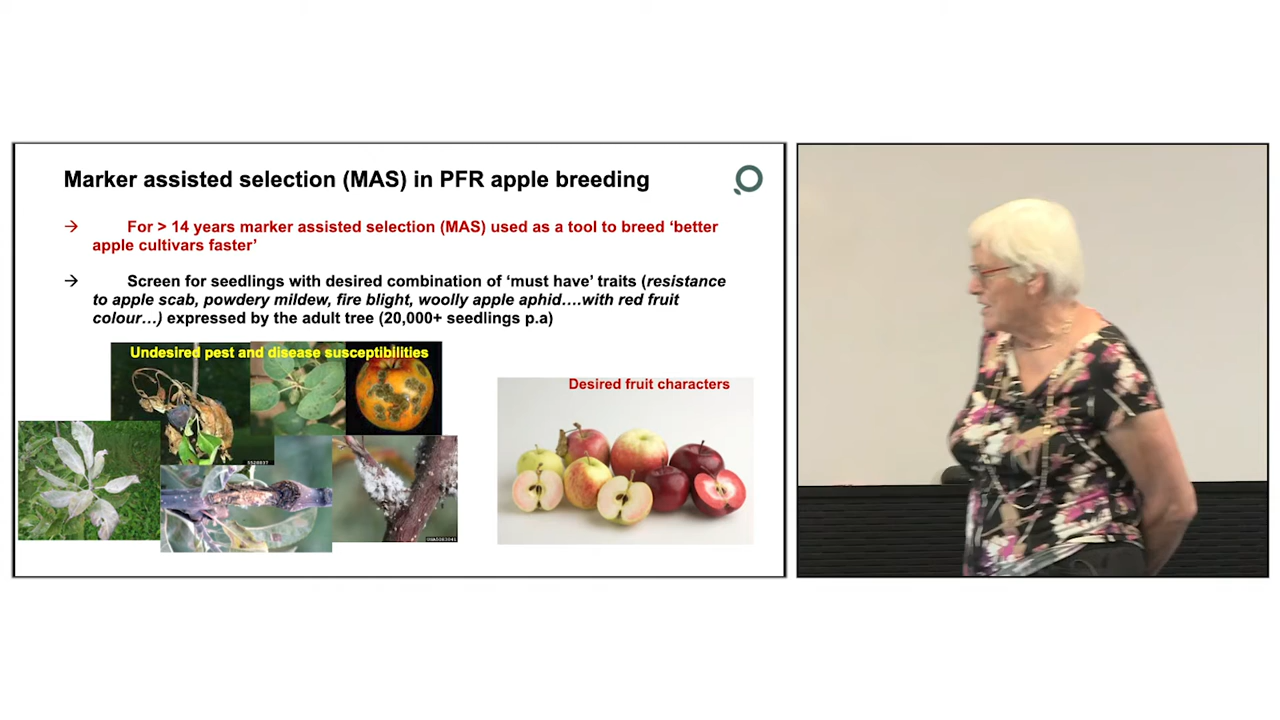 Marker assisted selection (MAS) in PFR apple breeding
→ For > 14 years marker assisted selection (MAS) used as a tool to breed ‘better
apple cultivars faster’
→ Screen for seedlings with desired combination of ‘must have’ traits (resistance
to apple scab, powdery mildew, fire blight, woolly apple aphid….with red fruit
colour…) expressed by the adult tree (20,000+ seedlings p.a)
Undesired pest and disease susceptibilities
Desired fruit characters